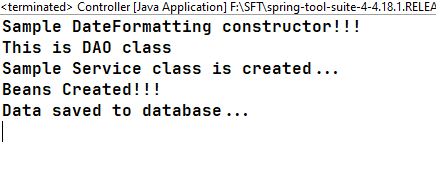 <terminated> Controller [Java Application] F:\SFT\spring-tool-suite-4-4.18.1.RELEA
Sample DateFormatting constructor!!!
This is DAO class
Sample Service class is created...
Beans Created!!!
Data saved to database...